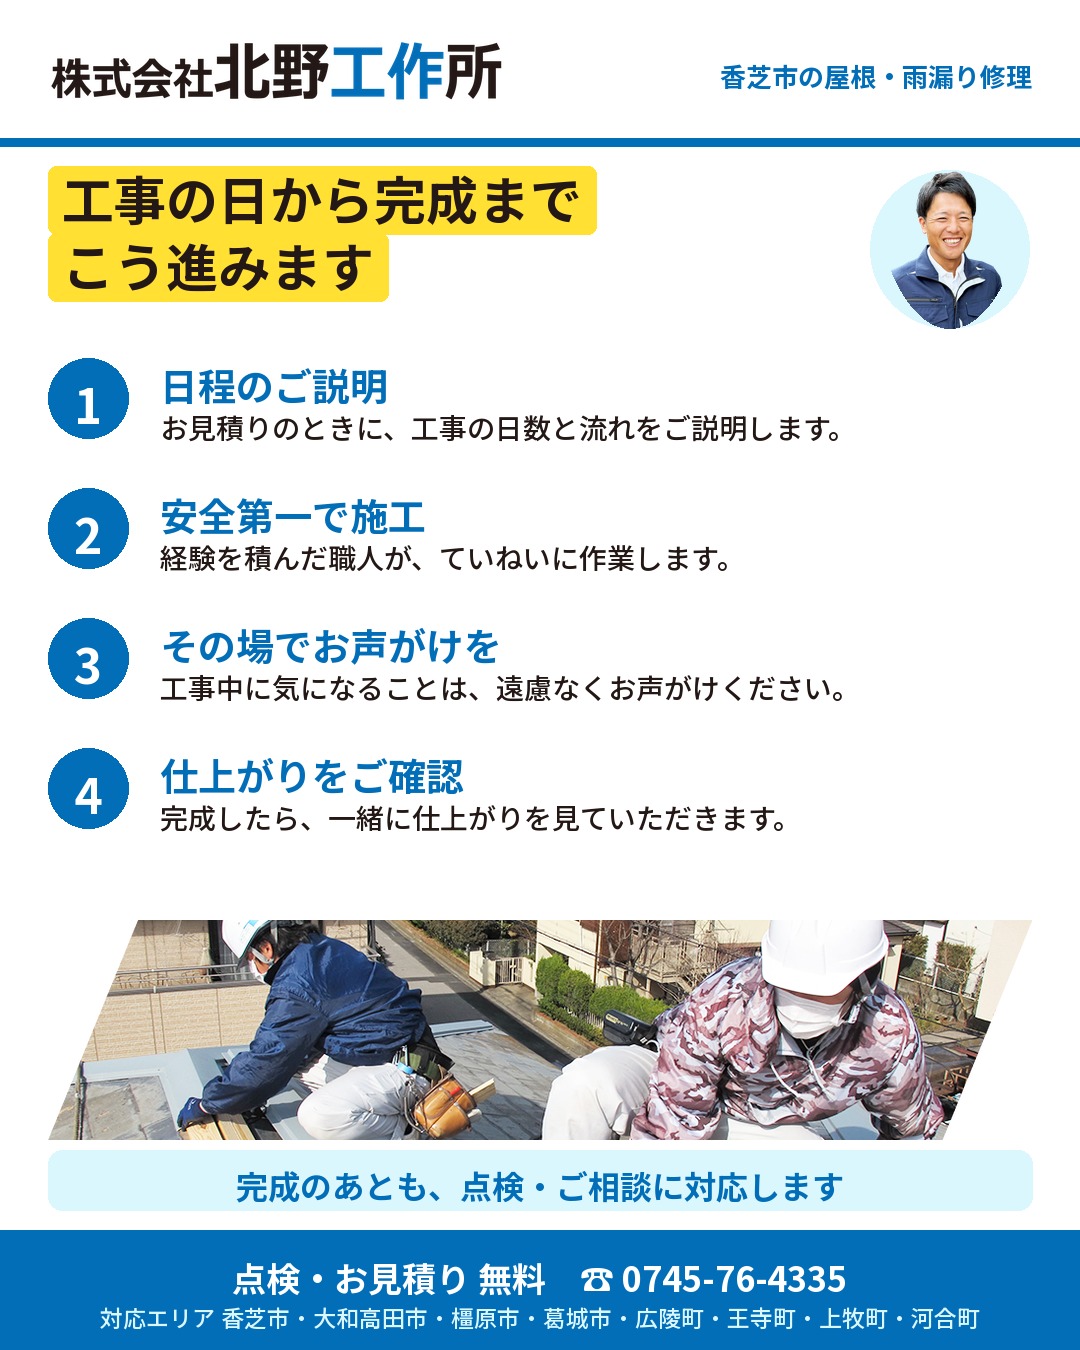 株式会社北野工作所
香芝市の屋根・雨漏り修理
工事の日から完成まで
こう進みます
1
日程のご説明
お見積りのときに、工事の日数と流れをご説明します。
2
安全第一で施工
経験を積んだ職人が、ていねいに作業します。
3
その場でお声がけを
工事中に気になることは、遠慮なくお声がけください。
4
仕上がりをご確認
完成したら、一緒に仕上がりを見ていただきます。
完成のあとも、点検・ご相談に対応します
点検・お見積り 無料 ☎ 0745-76-4335
対応エリア 香芝市・大和高田市・橿原市・葛城市・広陵町・王寺町・上牧町・河合町